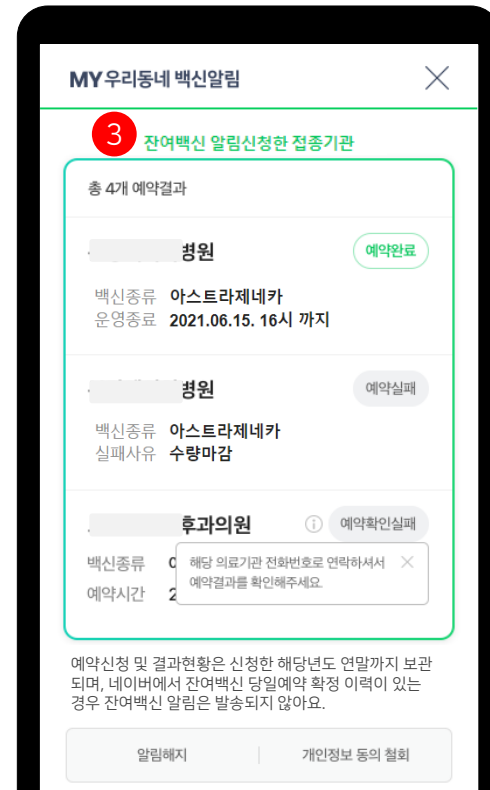 MY 우리동네 백신알림
3 잔여백신 알림신청한 접종기관
총 4개 예약결과
병원 예약완료
백신종류 아스트라제네카
운영종료 2021.06.15. 16시 까지
병원 예약실패
백신종류 아스트라제네카
실패사유 수량마감
후과의원 예약확인실패
백신종류
해당 의료기관 전화번호로 연락하셔서
예약시간 2
예약결과를 확인해주세요.
예약신청 및 결과현황은 신청한 해당년도 연말까지 보관
되며, 네이버에서 잔여백신 당일예약 확정 이력이 있는
경우 잔여백신 알림은 발송되지 않아요.
알림해지 개인정보 동의 철회